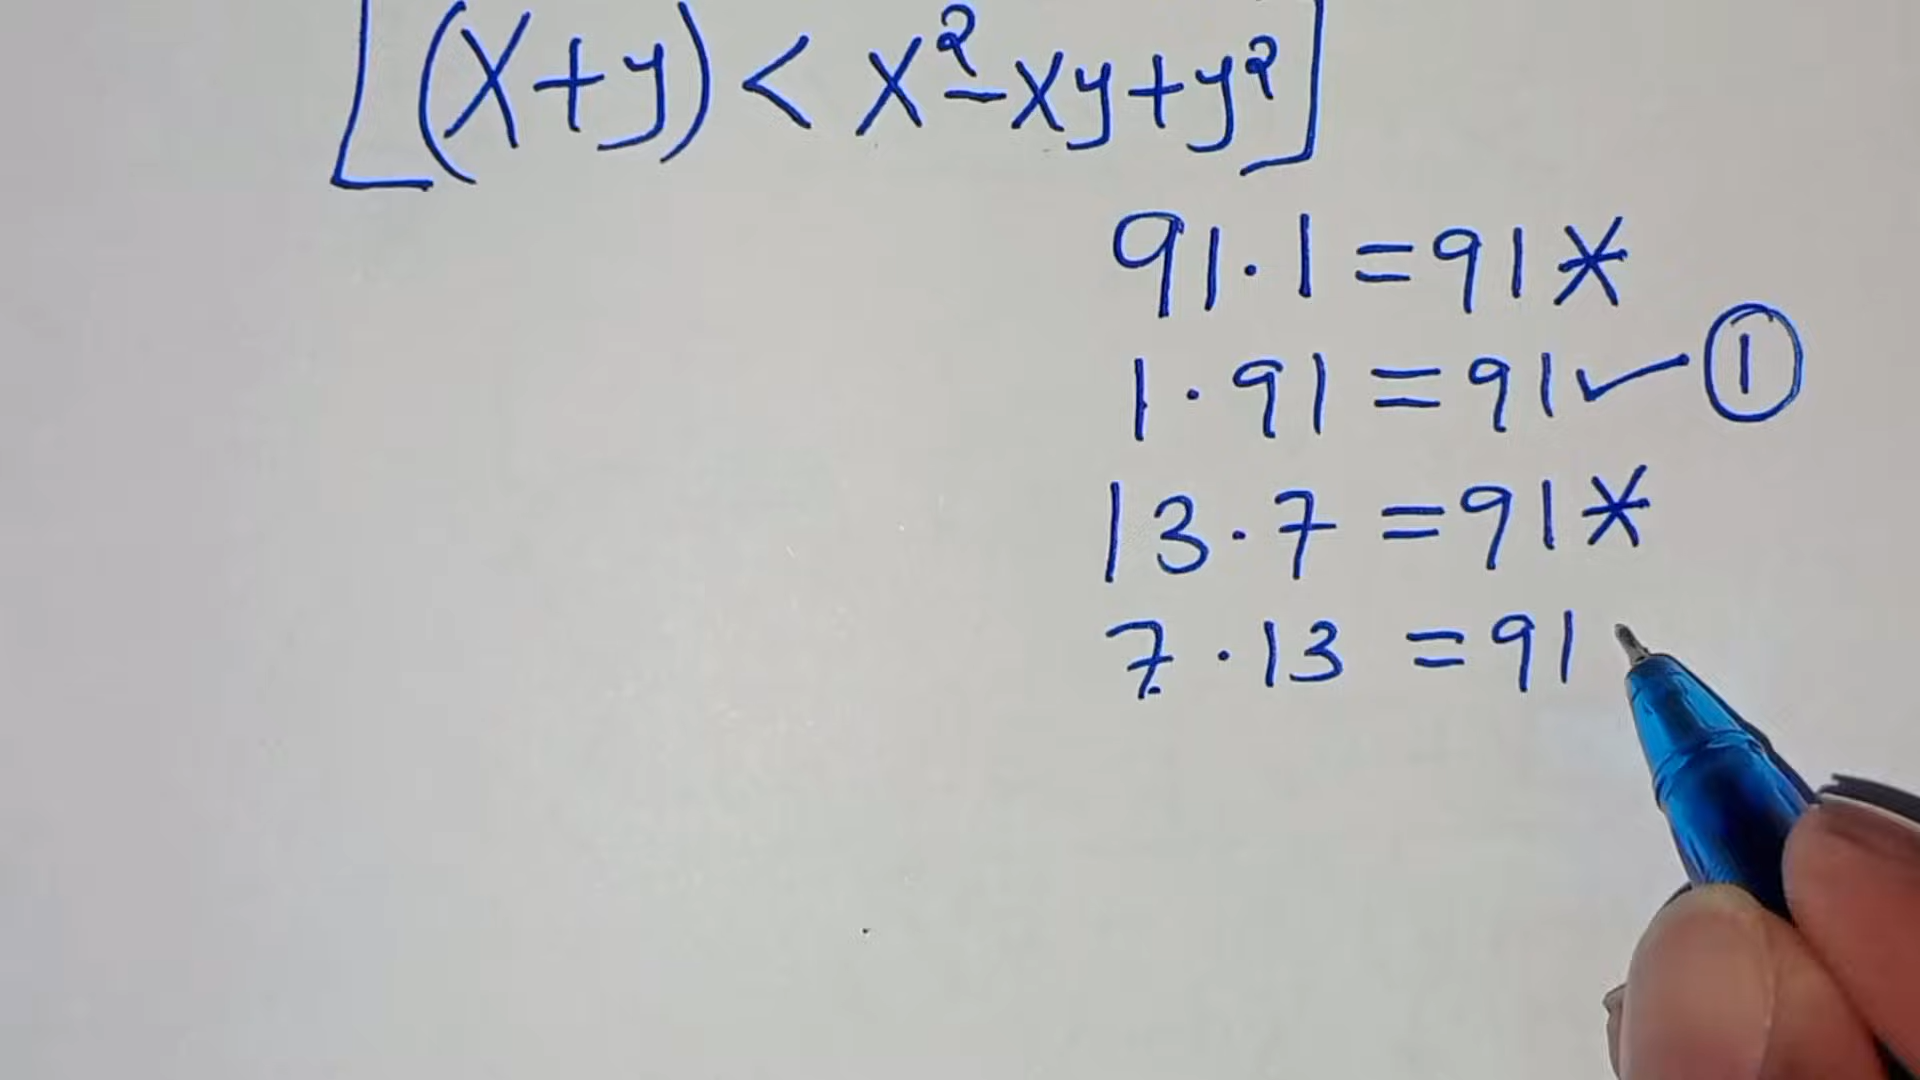 [(x+y) < x²-xy+y²]
91·1=91*
1·91=91✓①
13·7=91*
7·13=91